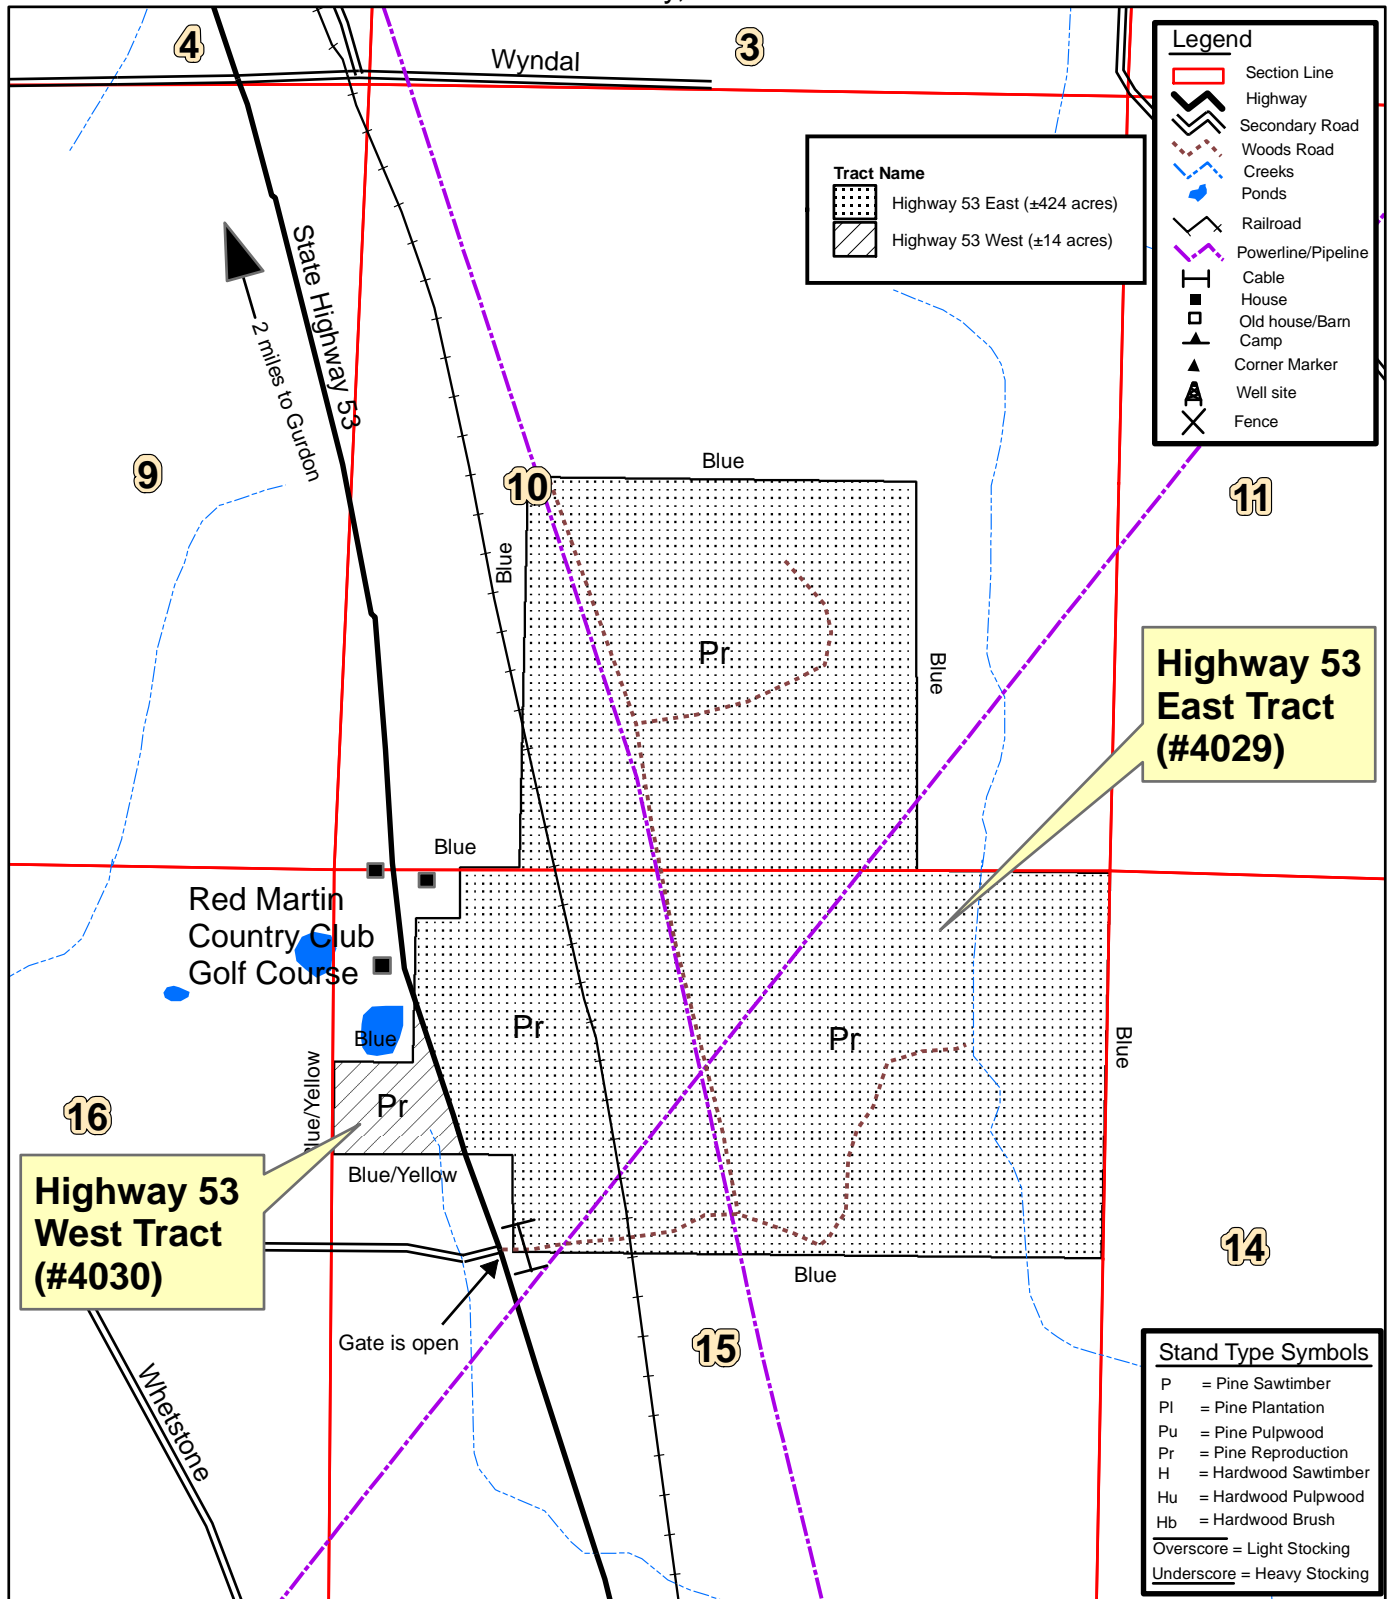 4
3
Wyndal
Legend
Section Line
Highway
Secondary Road
Woods Road
Creeks
Ponds
Railroad
Powerline/Pipeline
Cable
House
Old house/Barn
Camp
Corner Marker
Well site
Fence
Tract Name
Highway 53 East (±424 acres)
Highway 53 West (±14 acres)
State Highway 53
2 miles to Gurdon
9
10
11
Blue
Blue
Blue
Pr
Highway 53
East Tract
(#4029)
Blue
Red Martin
Country Club
Golf Course
Blue
Pr
Pr
Blue
Blue/Yellow
Pr
16
Blue/Yellow
Highway 53
West Tract
(#4030)
14
Blue
Gate is open
15
Whetstone
Stand Type Symbols
P = Pine Sawtimber
Pl = Pine Plantation
Pu = Pine Pulpwood
Pr = Pine Reproduction
H = Hardwood Sawtimber
Hu = Hardwood Pulpwood
Hb = Hardwood Brush
Overscore = Light Stocking
Underscore = Heavy Stocking